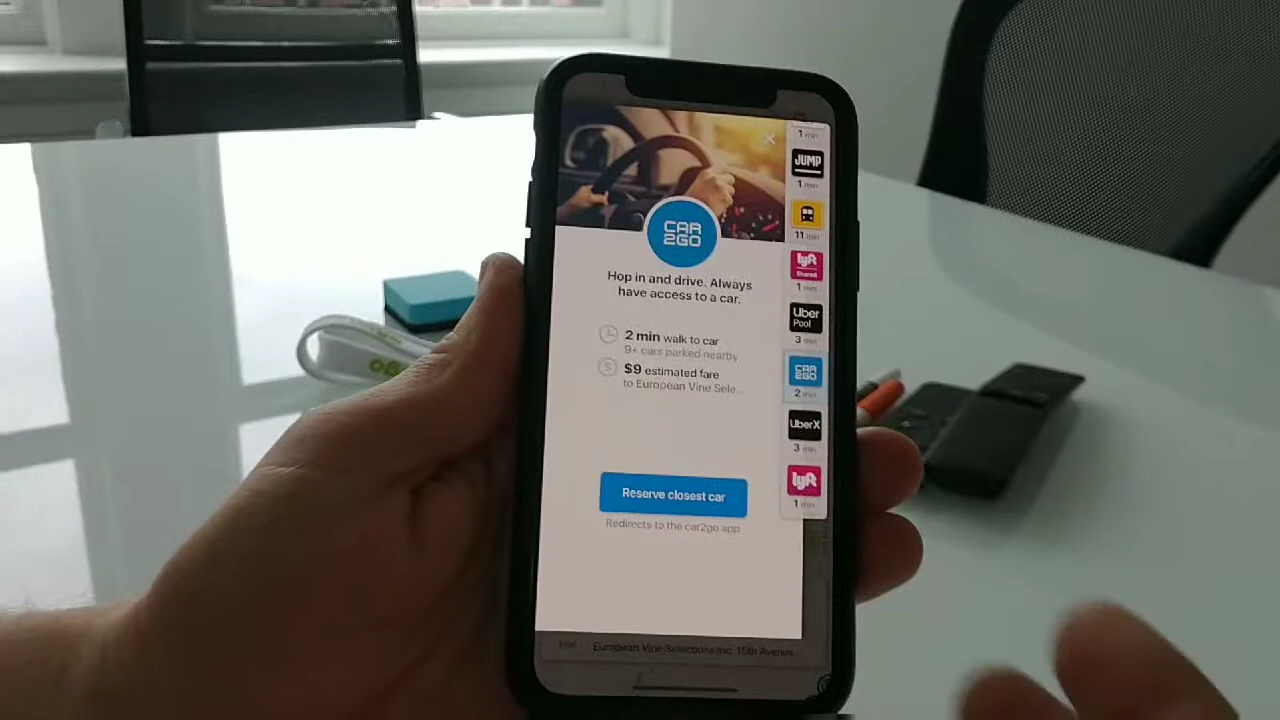 CAR
2GO
Hop in and drive. Always
have access to a car.
2 min walk to car
9+ cars parked nearby
$9 estimated fare
to European Vine Sele...
Reserve closest car
Redirects to the car2go app
1 min
JUMP
1 min
11 min
lyft
Shared
1 min
Uber
Pool
3 min
CAR
2GO
2 min
UberX
3 min
lyft
1 min
European Vine Selections Inc, 15th Avenue...